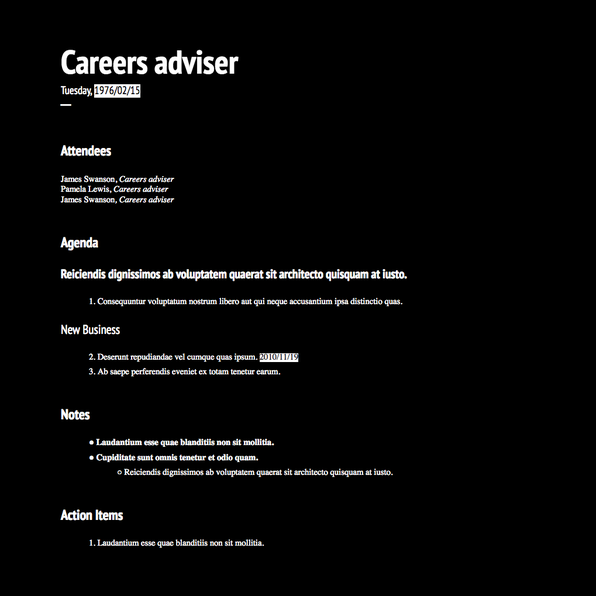 Careers adviser
Tuesday, 1976/02/15
Attendees
James Swanson, Careers adviser
Pamela Lewis, Careers adviser
James Swanson, Careers adviser
Agenda
Reiciendis dignissimos ab voluptatem quaerat sit architecto quisquam at iusto.
1. Consequuntur voluptatum nostrum libero aut qui neque accusantium ipsa distinctio quas.
New Business
2. Deserunt repudiandae vel cumque quas ipsum. 2010/11/19
3. Ab saepe perferendis eveniet ex totam tenetur earum.
Notes
● Laudantium esse quae blanditiis non sit mollitia.
● Cupiditate sunt omnis tenetur et odio quam.
○ Reiciendis dignissimos ab voluptatem quaerat sit architecto quisquam at iusto.
Action Items
1. Laudantium esse quae blanditiis non sit mollitia.